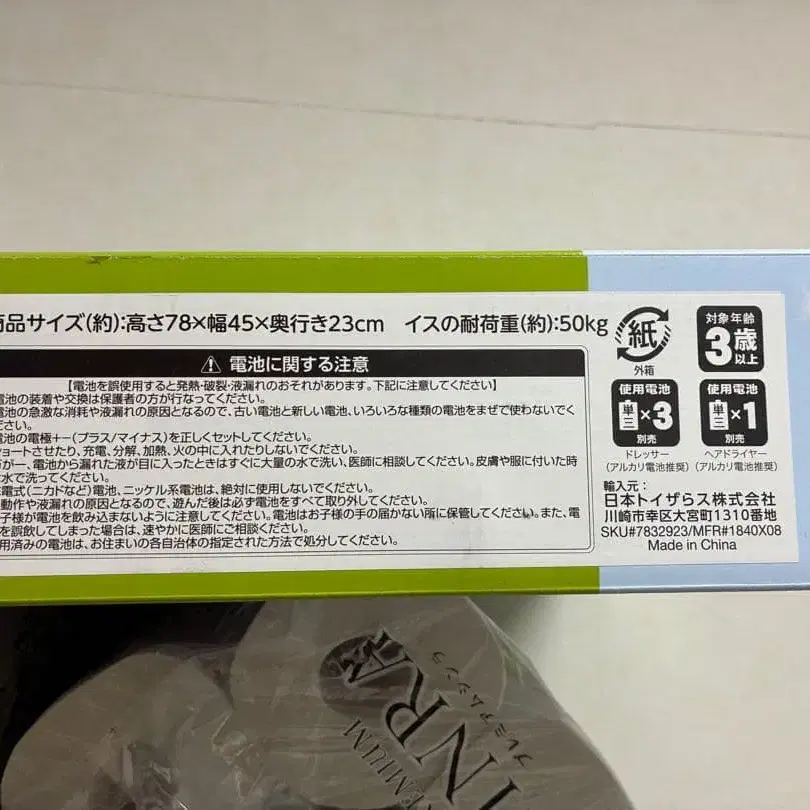 商品サイズ(約):高さ78×幅45×奥行き23cm イスの耐荷重(約):50kg
電池に関する注意
【電池を誤使用すると発熱・破裂・液漏れのおそれがあります。下記に注意してください】
電池の装着や交換は保護者の方が行なってください。
電池の急激な消耗や液漏れの原因となるので、古い電池と新しい電池、いろいろな種類の電池をまぜて使わないでく
ださい。
電池の電極+−(プラス/マイナス)を正しくセットしてください。
ショートさせたり、充電、分解、加熱、火の中に入れたりしないでください。
万が一、電池から漏れた液が目に入ったときはすぐに大量の水で洗い、医師に相談してください。皮膚や服に付いた時
は水で洗ってください。
充電式(ニカドなど)電池、ニッケル系電池は、絶対に使用しないでください。
動作や液漏れの原因となるので、遊んだ後は必ず電池をすべて取り外してください。
お子様が電池を飲み込まないように注意してください。電池はお子様の手の届かない所に保管してください。また、電
を誤飲してしまった場合は、速やかに医師にご相談ください。
用済みの電池は、お住まいの各自治体の指定された方法で処分してください。
紙
外箱
対象年齢
3歳
以上
使用電池
単三×3
別売
ドレッサー
(アルカリ電池推奨)
使用電池
単三×1
別売
ヘアドライヤー
(アルカリ電池推奨)
輸入元:
日本トイザらス株式会社
川崎市幸区大宮町1310番地
SKU#7832923/MFR#1840X08
Made in China
プレミアムシンラ